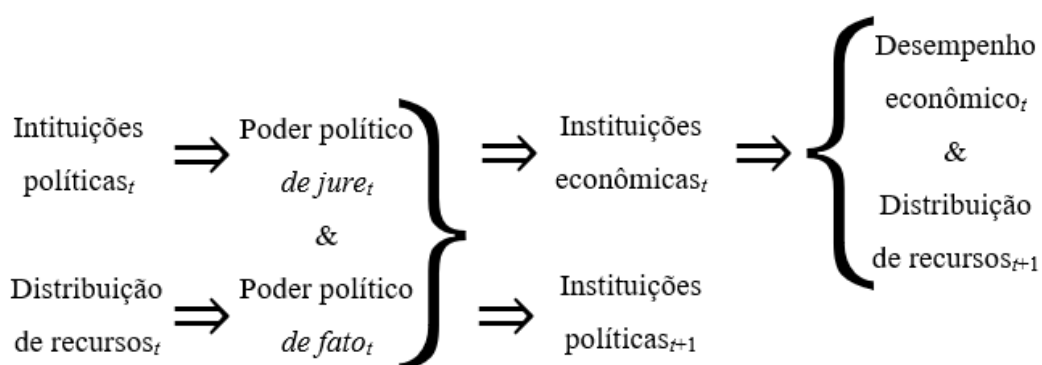 Intituições
políticasₜ
⇒
Poder político
de jureₜ
&
Distribuição
de recursosₜ
⇒
Poder político
de fatoₜ
⇒
Instituições
econômicasₜ
⇒
Instituições
políticasₜ₊₁
⇒
Desempenho
econômicoₜ
&
Distribuição
de recursosₜ₊₁